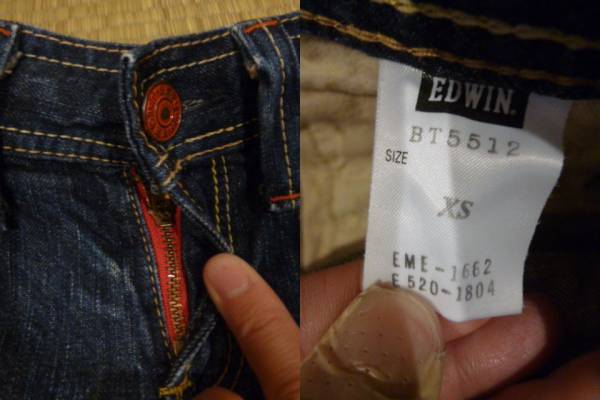 EDWIN.
BT5512
SIZE
XS
EME-1662
E520-1804